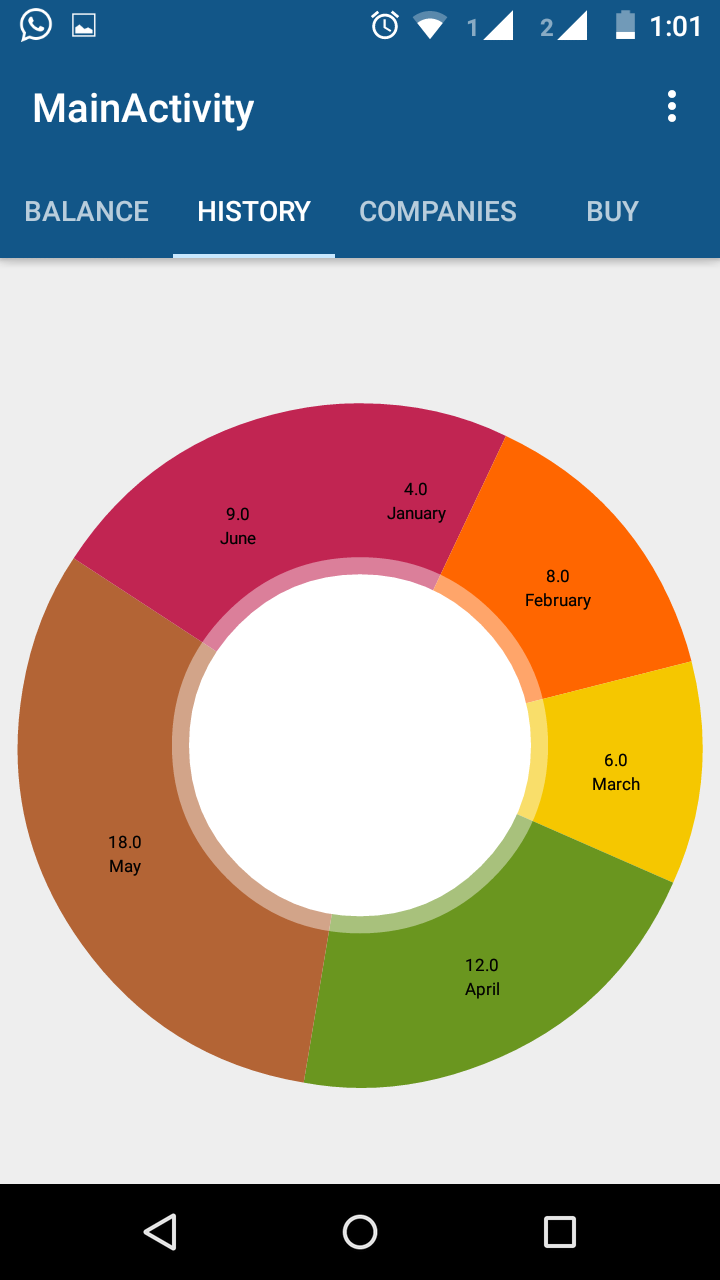 1 2 1:01
MainActivity
BALANCE HISTORY COMPANIES BUY
4.0
January
9.0
June
8.0
February
6.0
March
18.0
May
12.0
April